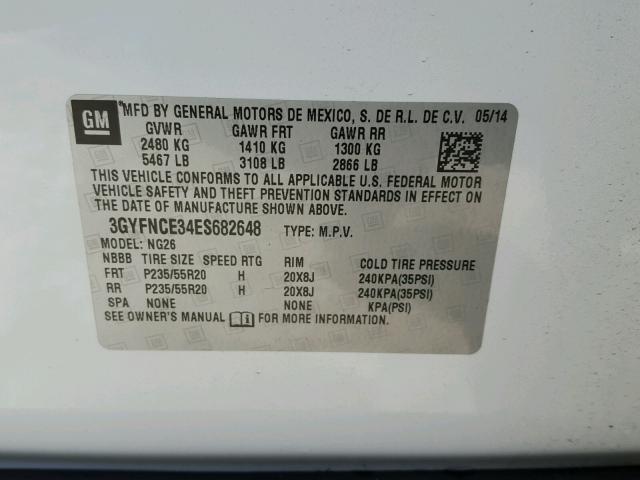 GM
*MFD BY GENERAL MOTORS DE MEXICO, S. DE R.L. DE C.V. 05/14
GVWR GAWR FRT GAWR RR
2480 KG 1410 KG 1300 KG
5467 LB 3108 LB 2866 LB
THIS VEHICLE CONFORMS TO ALL APPLICABLE U.S. FEDERAL MOTOR
VEHICLE SAFETY AND THEFT PREVENTION STANDARDS IN EFFECT ON
THE DATE OF MANUFACTURE SHOWN ABOVE.
3GYFNCE34ES682648 TYPE: M.P.V.
MODEL: NG26
NBBB TIRE SIZE SPEED RTG RIM COLD TIRE PRESSURE
FRT P235/55R20 H 20X8J 240KPA(35PSI)
RR P235/55R20 H 20X8J 240KPA(35PSI)
SPA NONE NONE KPA(PSI)
SEE OWNER'S MANUAL FOR MORE INFORMATION.